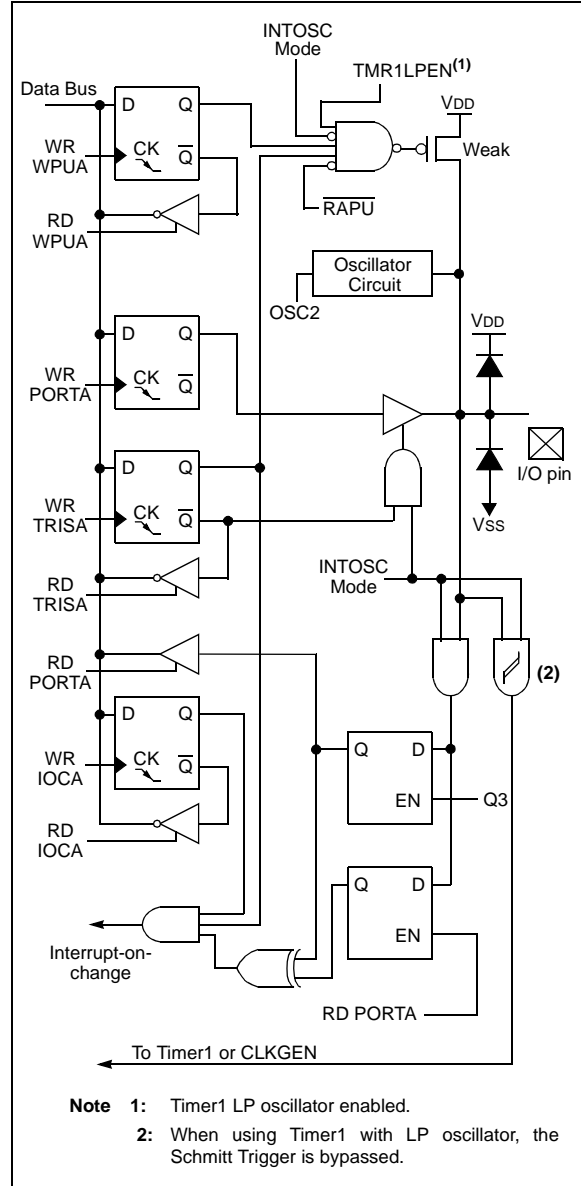 INTOSC
Mode
TMR1LPEN(1)
Data Bus
D Q
VDD
WR
WPUA
CK Q
Weak
RD
WPUA
RAPU
Oscillator
Circuit
OSC2
VDD
D Q
WR
PORTA
CK Q
I/O pin
D Q
WR
TRISA
CK Q
VSS
INTOSC
Mode
RD
TRISA
(2)
RD
PORTA
D Q
WR
IOCA
CK Q
Q D
EN
Q3
RD
IOCA
Q D
EN
Interrupt-on-
change
RD PORTA
To Timer1 or CLKGEN
Note 1: Timer1 LP oscillator enabled.
2: When using Timer1 with LP oscillator, the
Schmitt Trigger is bypassed.